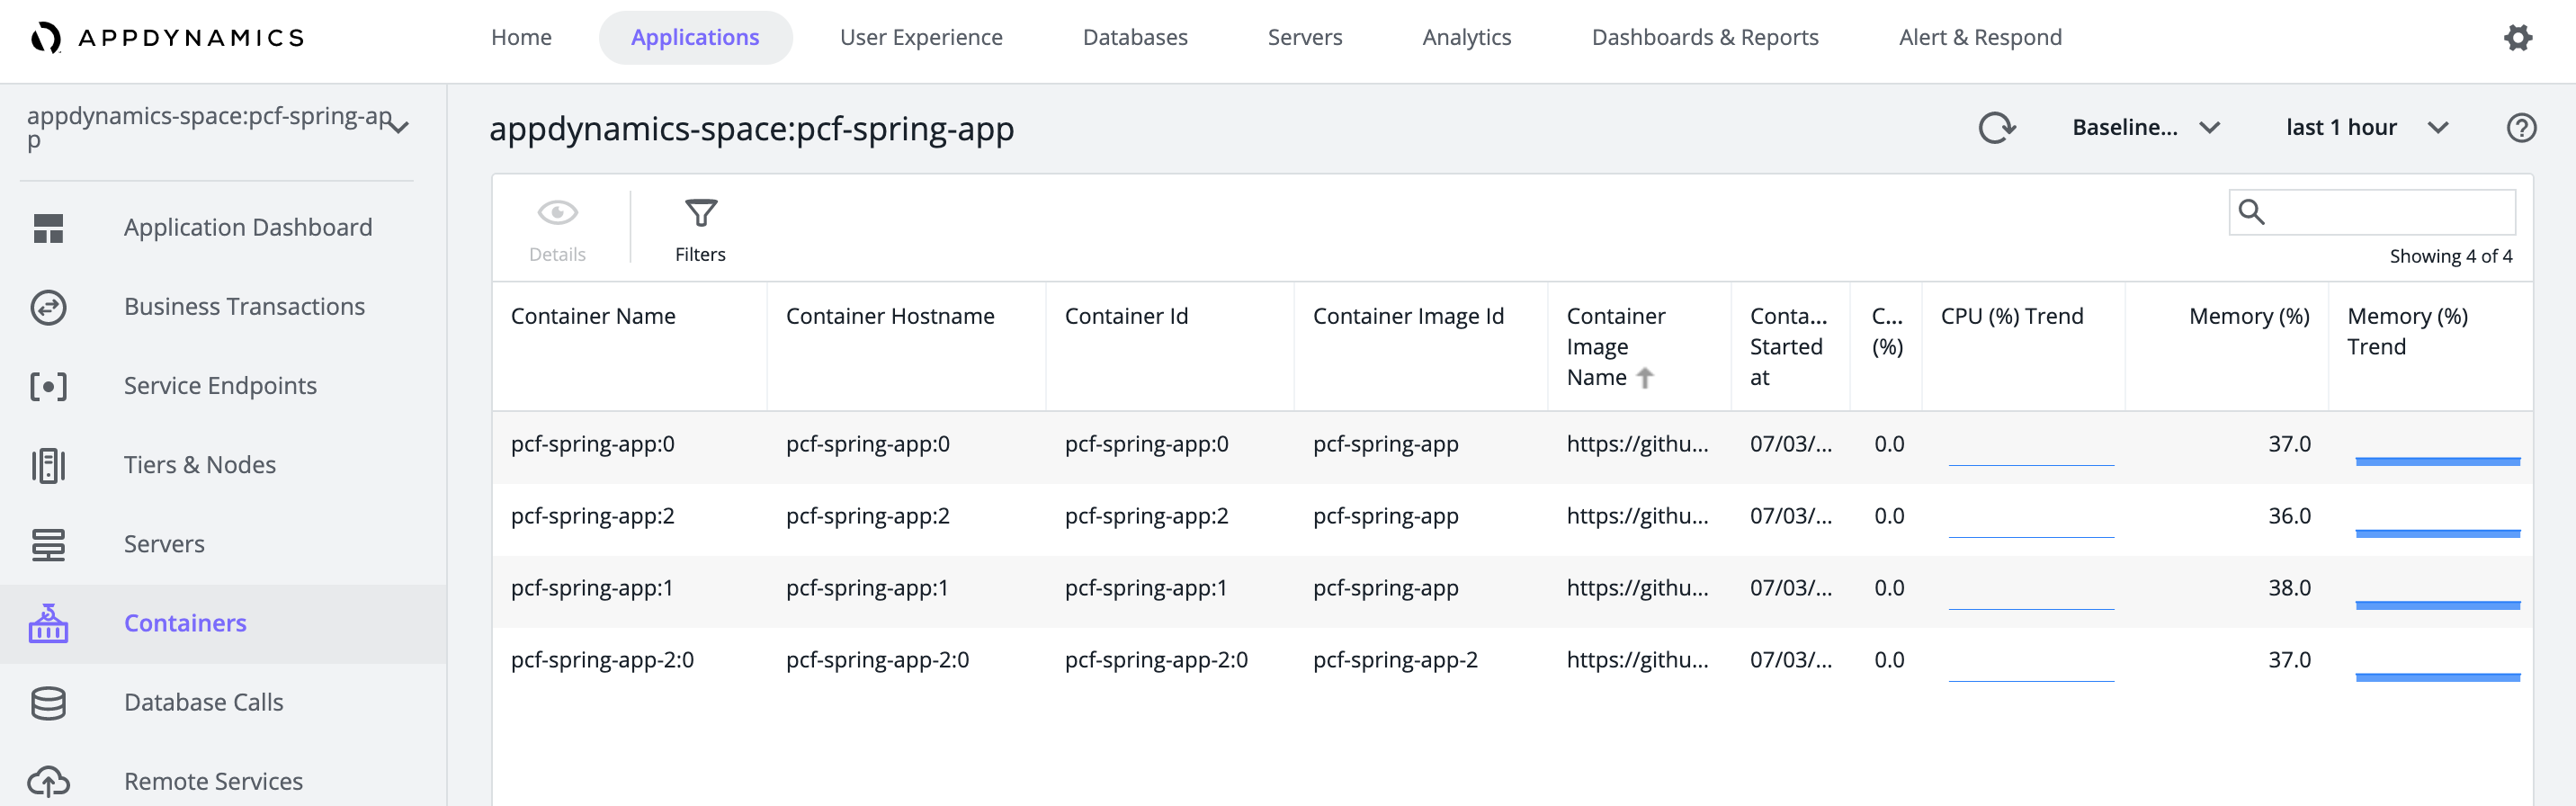 APPDYNAMICS
Home
Applications
User Experience
Databases
Servers
Analytics
Dashboards & Reports
Alert & Respond
appdynamics-space:pcf-spring-ap
p
Application Dashboard
Business Transactions
Service Endpoints
Tiers & Nodes
Servers
Containers
Database Calls
Remote Services
appdynamics-space:pcf-spring-app
Baseline...
last 1 hour
Details
Filters
Showing 4 of 4
Container Name
Container Hostname
Container Id
Container Image Id
Container
Image
Name
Conta...
Started
at
C...
(%)
CPU (%) Trend
Memory (%)
Memory (%)
Trend
pcf-spring-app:0 pcf-spring-app:0 pcf-spring-app:0 pcf-spring-app https://githu... 07/03/... 0.0 37.0
pcf-spring-app:2 pcf-spring-app:2 pcf-spring-app:2 pcf-spring-app https://githu... 07/03/... 0.0 36.0
pcf-spring-app:1 pcf-spring-app:1 pcf-spring-app:1 pcf-spring-app https://githu... 07/03/... 0.0 38.0
pcf-spring-app-2:0 pcf-spring-app-2:0 pcf-spring-app-2:0 pcf-spring-app-2 https://githu... 07/03/... 0.0 37.0